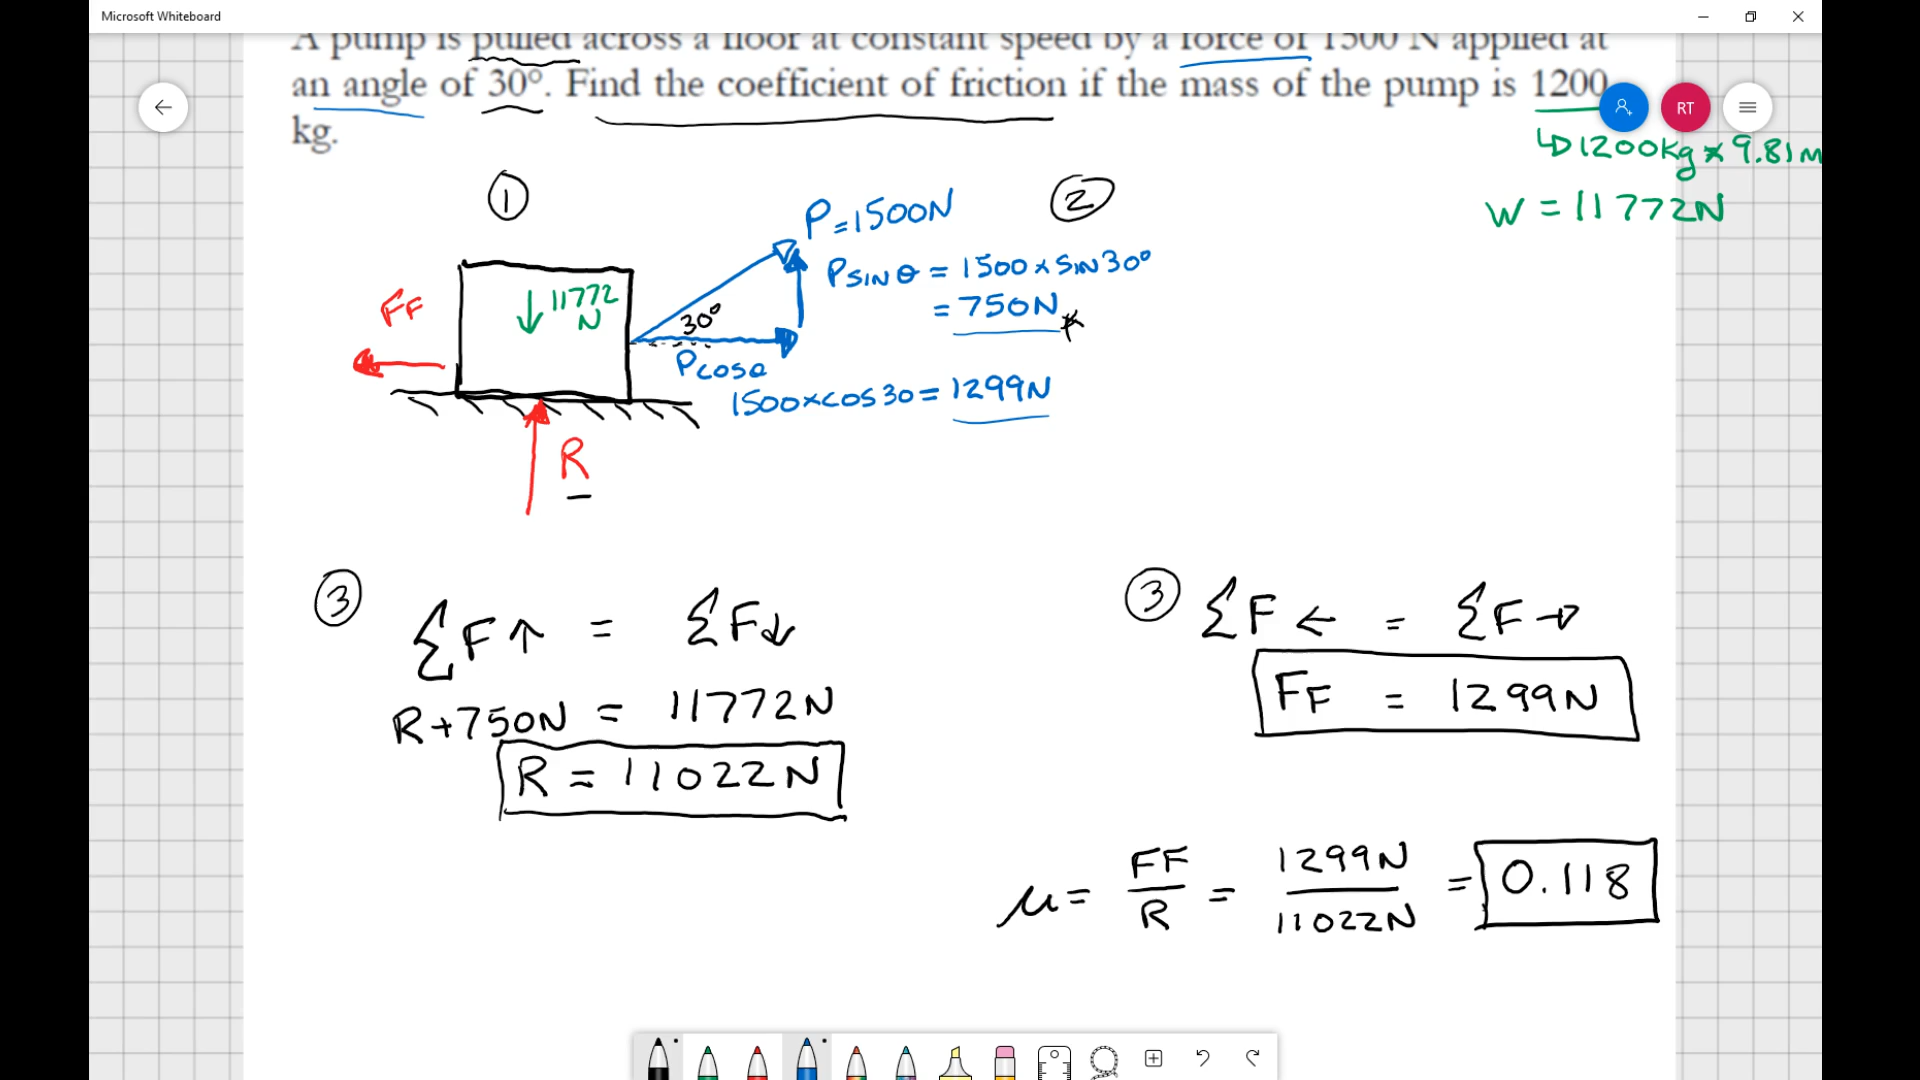 Microsoft Whiteboard
A pump is pulled across a floor at constant speed by a force of 1500 N applied at
an angle of 30°. Find the coefficient of friction if the mass of the pump is 1200
kg.
RT
1200kg × 9.81m
W = 11772N
①
②
P=1500N
Psinθ = 1500×sin30°
= 750N
FF
11772
N
30°
Pcosθ
1500×cos30 = 1299N
R
③
ΣF↑ = ΣF↓
R+750N = 11772N
R = 11022N
③
ΣF← = ΣF→
FF = 1299N
μ = FF/R = 1299N/11022N = 0.118